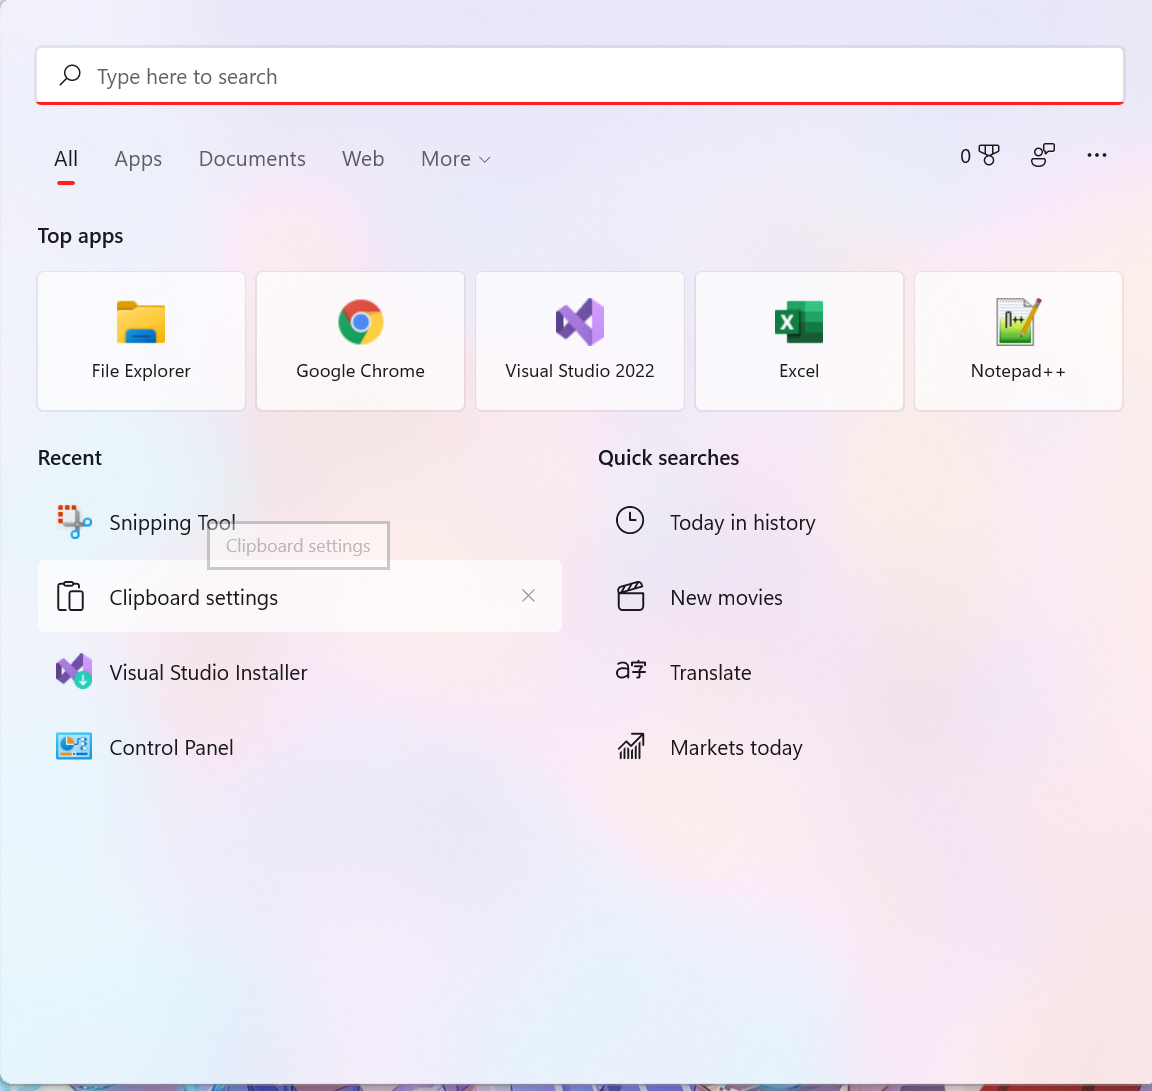 Type here to search
All Apps Documents Web More 0
Top apps
File Explorer Google Chrome Visual Studio 2022 Excel Notepad++
Recent Quick searches
Snipping Tool Today in history
Clipboard settings
Clipboard settings New movies
Visual Studio Installer Translate
Control Panel Markets today